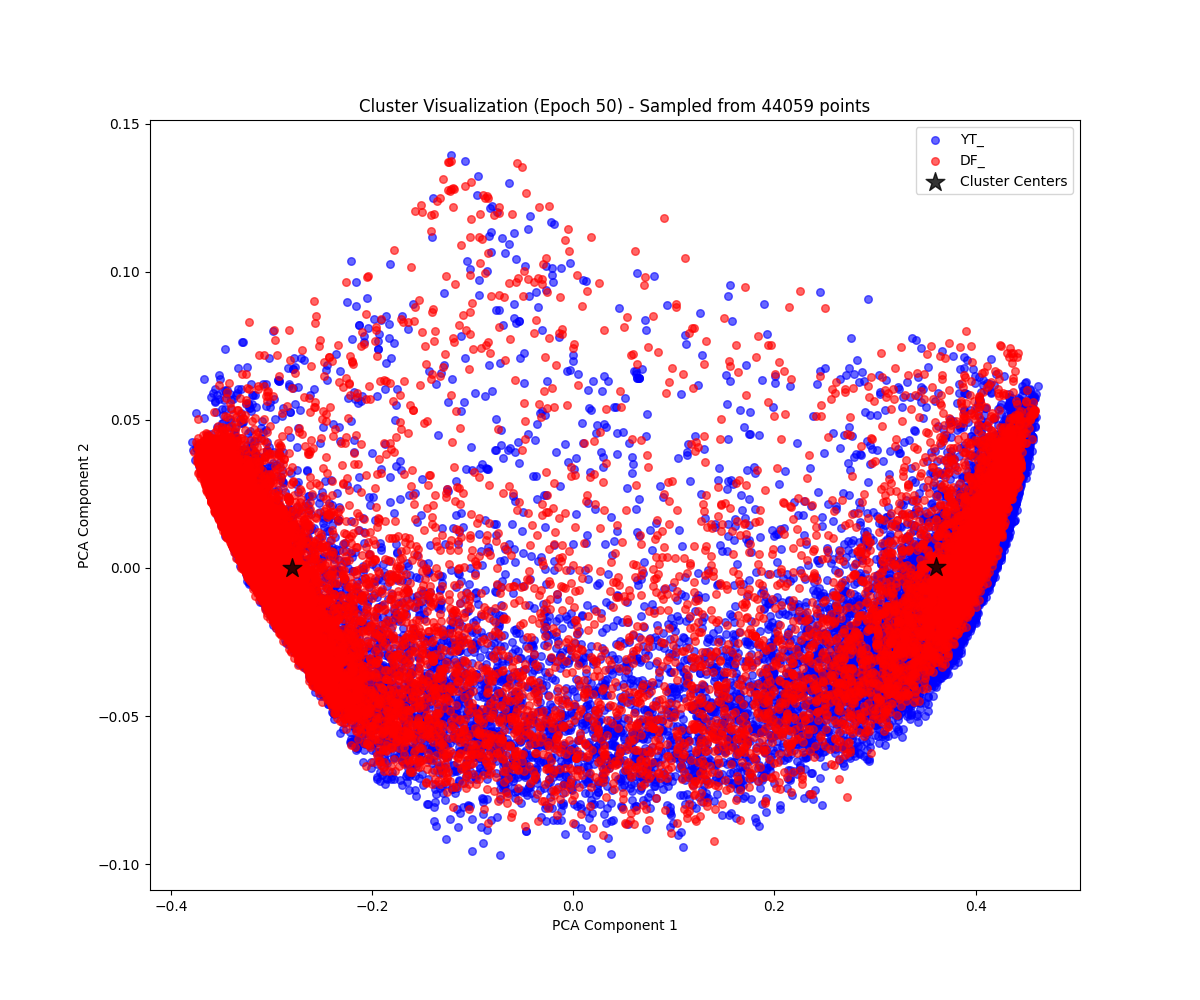 Cluster Visualization (Epoch 50) - Sampled from 44059 points
YT_
DF_
Cluster Centers
0.15
0.10
0.05
0.00
−0.05
−0.10
PCA Component 2
−0.4
−0.2
0.0
0.2
0.4
PCA Component 1